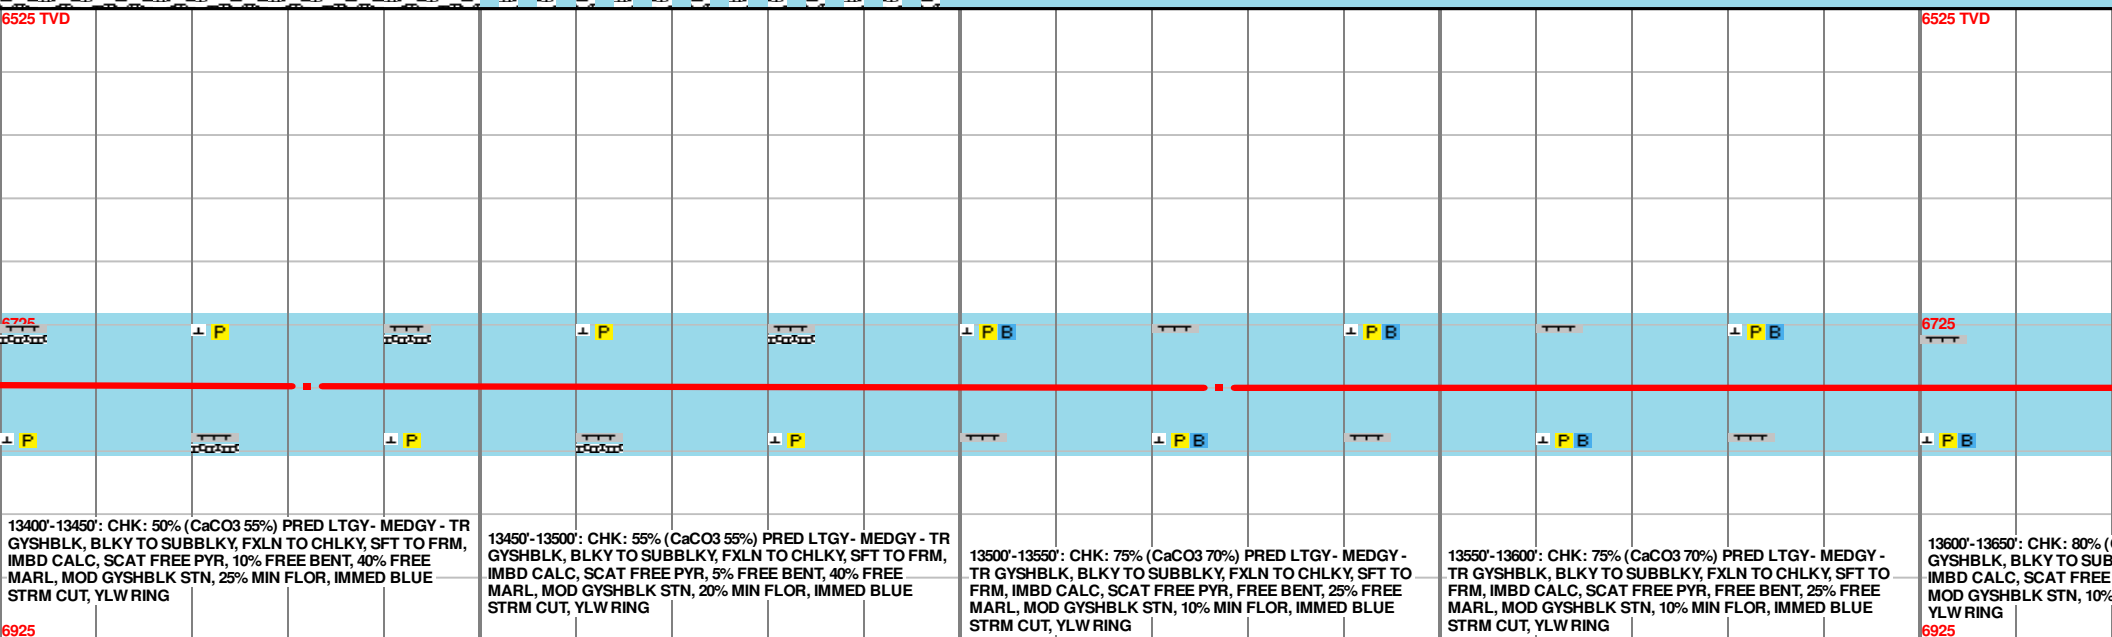 6525 TVD
6525 TVD
6725
P
P
P B
P B
P B
6725
P
P
P
P B
P B
P B
13400'-13450': CHK: 50% (CaCO3 55%) PRED LTGY- MEDGY - TR
GYSHBLK, BLKY TO SUBBLKY, FXLN TO CHLKY, SFT TO FRM,
IMBD CALC, SCAT FREE PYR, 10% FREE BENT, 40% FREE
MARL, MOD GYSHBLK STN, 25% MIN FLOR, IMMED BLUE
STRM CUT, YLW RING
13450'-13500': CHK: 55% (CaCO3 55%) PRED LTGY- MEDGY - TR
GYSHBLK, BLKY TO SUBBLKY, FXLN TO CHLKY, SFT TO FRM,
IMBD CALC, SCAT FREE PYR, 5% FREE BENT, 40% FREE
MARL, MOD GYSHBLK STN, 20% MIN FLOR, IMMED BLUE
STRM CUT, YLW RING
13500'-13550': CHK: 75% (CaCO3 70%) PRED LTGY- MEDGY -
TR GYSHBLK, BLKY TO SUBBLKY, FXLN TO CHLKY, SFT TO
FRM, IMBD CALC, SCAT FREE PYR, FREE BENT, 25% FREE
MARL, MOD GYSHBLK STN, 10% MIN FLOR, IMMED BLUE
STRM CUT, YLW RING
13550'-13600': CHK: 75% (CaCO3 70%) PRED LTGY- MEDGY -
TR GYSHBLK, BLKY TO SUBBLKY, FXLN TO CHLKY, SFT TO
FRM, IMBD CALC, SCAT FREE PYR, FREE BENT, 25% FREE
MARL, MOD GYSHBLK STN, 10% MIN FLOR, IMMED BLUE
STRM CUT, YLW RING
13600'-13650': CHK: 80% (
GYSHBLK, BLKY TO SUB
IMBD CALC, SCAT FREE
MOD GYSHBLK STN, 10%
YLW RING
6925
6925